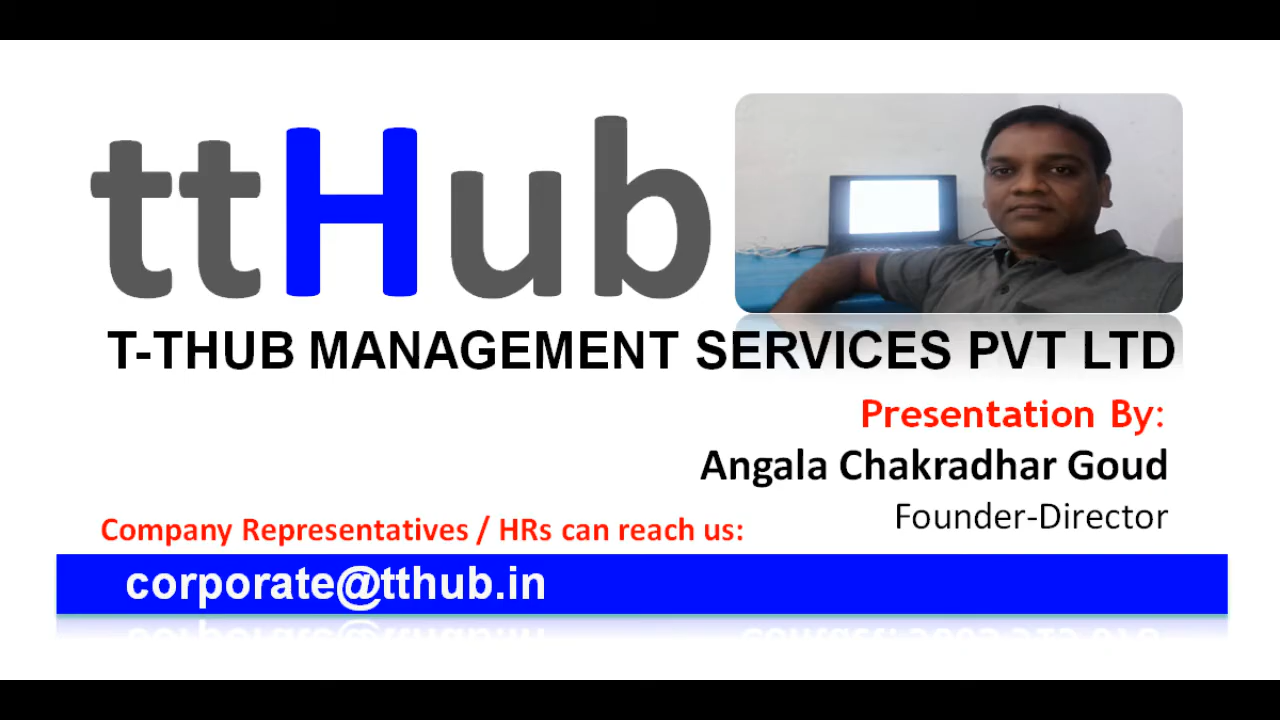 ttHub
T-THUB MANAGEMENT SERVICES PVT LTD
Presentation By:
Angala Chakradhar Goud
Founder-Director
Company Representatives / HRs can reach us:
corporate@tthub.in